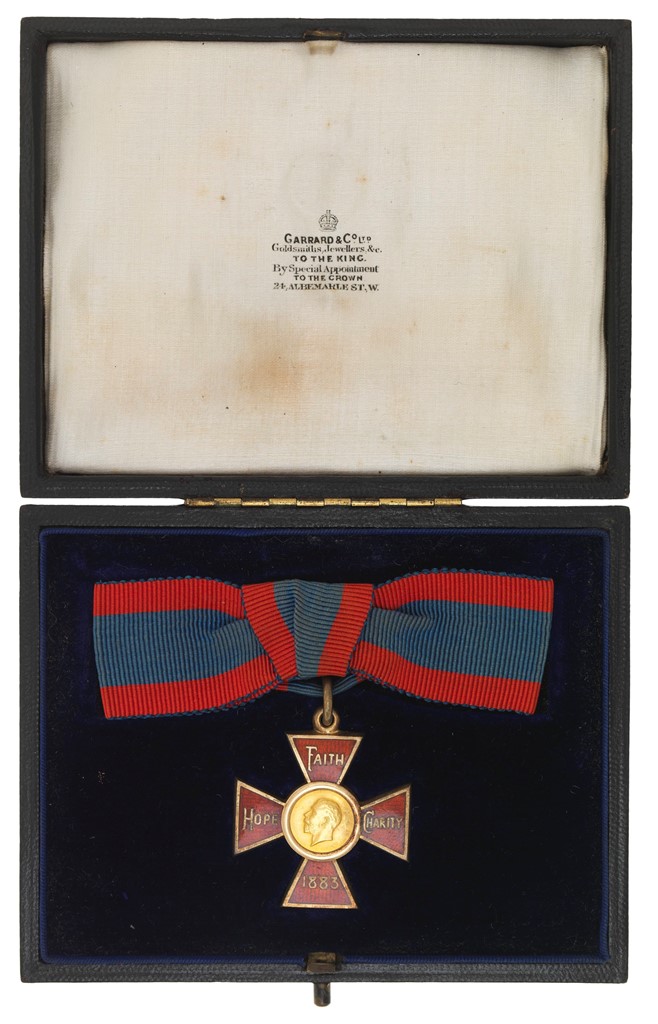 GARRARD & Co LTD
Goldsmiths, Jewellers, &c.
TO THE KING.
By Special Appointment
TO THE CROWN
24, ALBEMARLE ST, W.
FAITH
HOPE CHARITY
1883